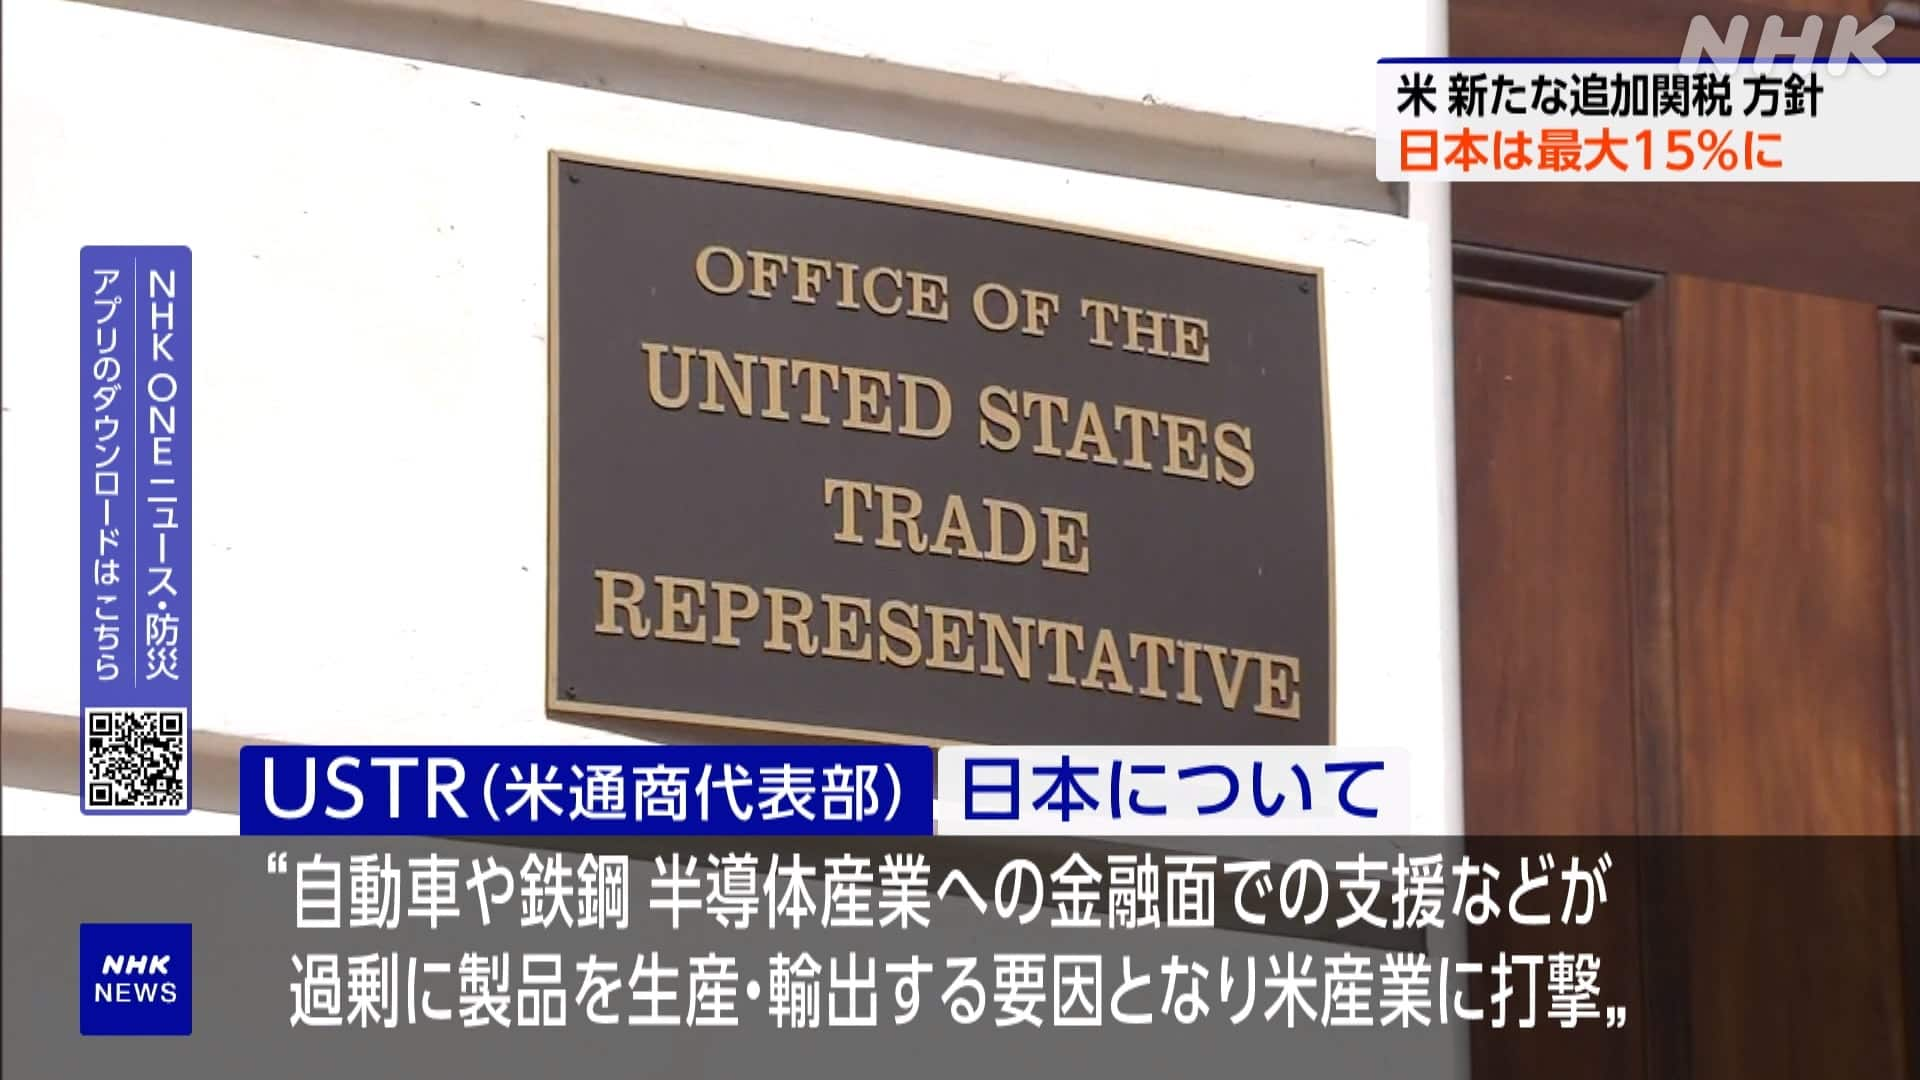 NHK
米 新たな追加関税 方針
日本は最大15%に
NHK ONE ニュース・防災
アプリのダウンロードは こちら
OFFICE OF THE
UNITED STATES
TRADE
REPRESENTATIVE
USTR(米通商代表部) 日本について
“自動車や鉄鋼 半導体産業への金融面での支援などが
過剰に製品を生産・輸出する要因となり米産業に打撃„
NHK
NEWS